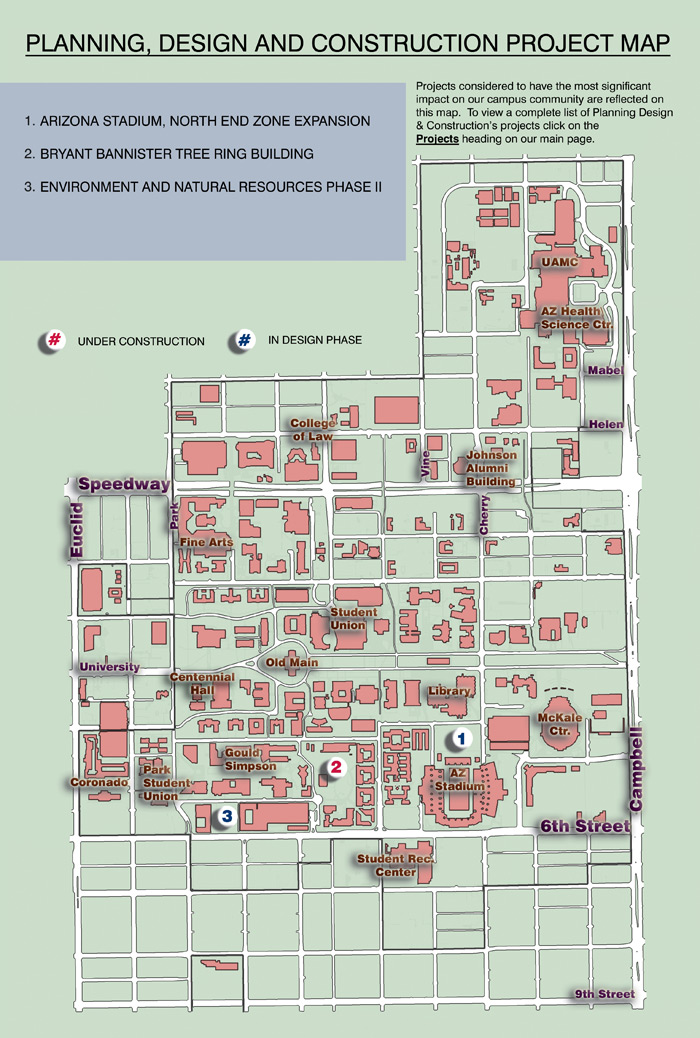 PLANNING, DESIGN AND CONSTRUCTION PROJECT MAP
Projects considered to have the most significant
impact on our campus community are reflected on
this map. To view a complete list of Planning Design
& Construction's projects click on the
Projects heading on our main page.
1. ARIZONA STADIUM, NORTH END ZONE EXPANSION
2. BRYANT BANNISTER TREE RING BUILDING
3. ENVIRONMENT AND NATURAL RESOURCES PHASE II
# UNDER CONSTRUCTION
# IN DESIGN PHASE
UAMC
AZ Health
Science Ctr.
Mabel
Helen
College
of Law
Vine
Johnson
Alumni
Building
Speedway
Euclid
Park
Cherry
Fine Arts
Student
Union
University
Old Main
Centennial
Hall
Library
McKale
Ctr.
1
Gould
Simpson
2
Coronado
Park
Student
Union
AZ
Stadium
Campbell
3
6th Street
Student Rec.
Center
9th Street